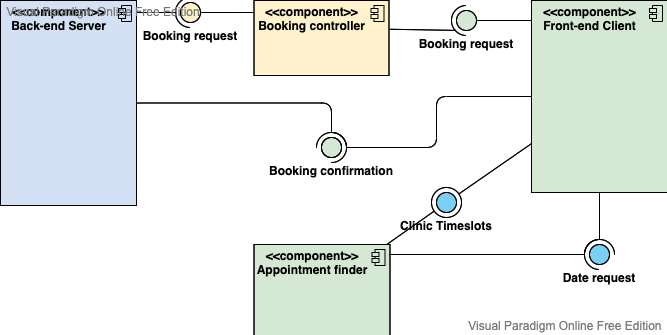 Visual Paradigm Online Free Edition
<<component>>
Back-end Server
Booking request
<<component>>
Booking controller
Booking request
<<component>>
Front-end Client
Booking confirmation
Clinic Timeslots
<<component>>
Appointment finder
Date request
Visual Paradigm Online Free Edition